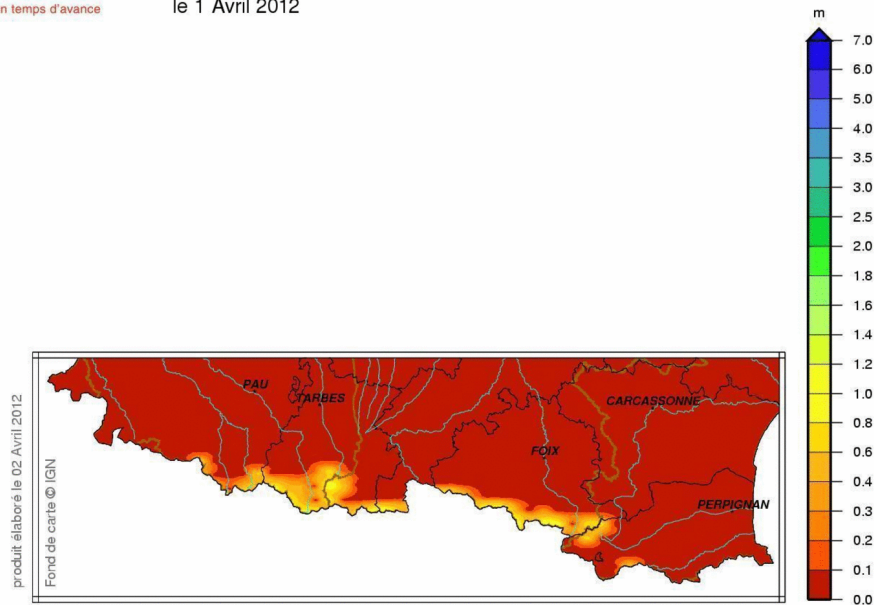 n temps d'avance
le 1 Avril 2012
m
7.0
6.0
5.0
4.0
3.5
3.0
2.5
2.0
1.8
1.6
1.4
1.2
1.0
0.8
0.6
0.4
0.3
0.2
0.1
0.0
PAU
TARBES
CARCASSONNE
FOIX
PERPIGNAN
produit élaboré le 02 Avril 2012
Fond de carte © IGN